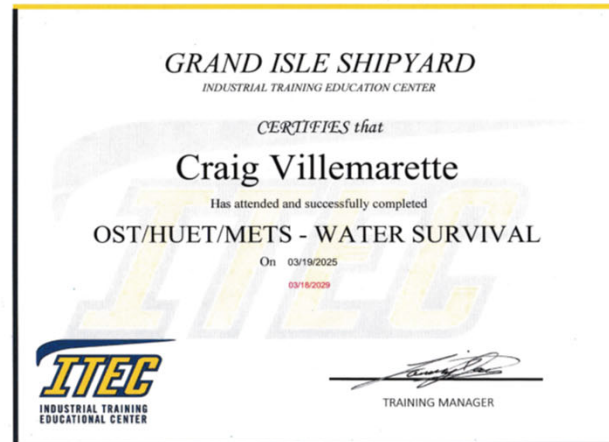 GRAND ISLE SHIPYARD
INDUSTRIAL TRAINING EDUCATION CENTER
CERTIFIES that
Craig Villemarette
Has attended and successfully completed
OST/HUET/METS - WATER SURVIVAL
On 03/19/2025
03/18/2029
ITEC
ITEC
INDUSTRIAL TRAINING
EDUCATIONAL CENTER
TRAINING MANAGER